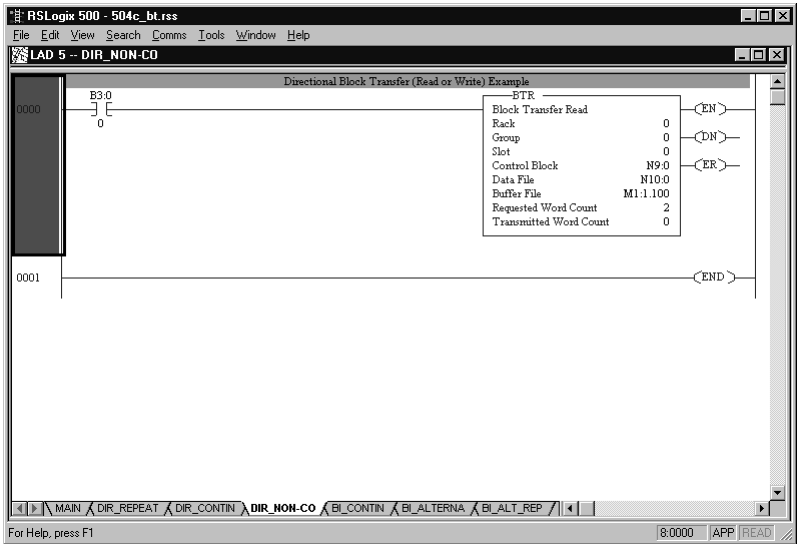 RSLogix 500 - 504c_bt.rss
File Edit View Search Comms Tools Window Help
LAD 5 -- DIR_NON-CO
Directional Block Transfer (Read or Write) Example
0000
B3:0
0
BTR
Block Transfer Read
Rack 0
Group 0
Slot 0
Control Block N9:0
Data File N10:0
Buffer File M1:1.100
Requested Word Count 2
Transmitted Word Count 0
EN
DN
ER
0001
END
MAIN DIR_REPEAT DIR_CONTIN DIR_NON-CO BI_CONTIN BI_ALTERNA BI_ALT_REP
For Help, press F1
8:0000 APP READ